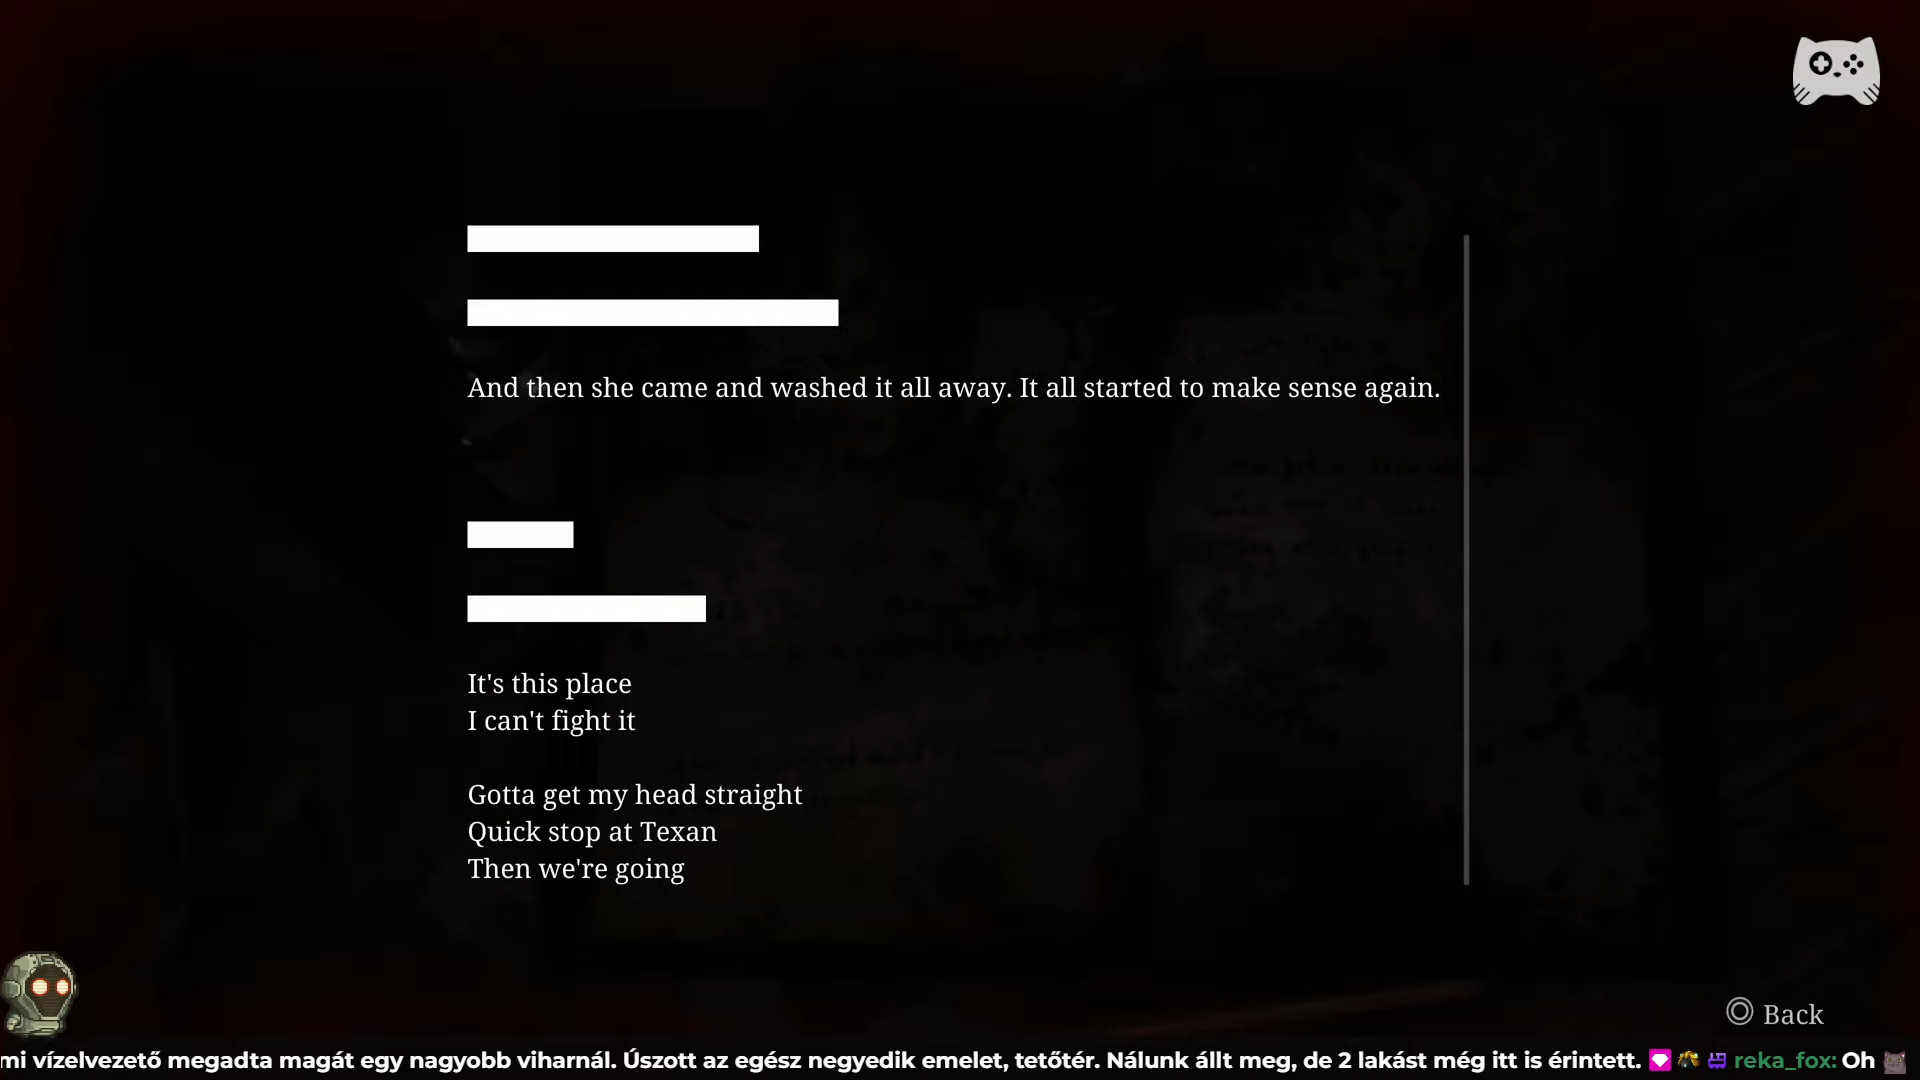 And then she came and washed it all away. It all started to make sense again.
It's this place
I can't fight it
Gotta get my head straight
Quick stop at Texan
Then we're going
Back
mi vízelvezető megadta magát egy nagyobb viharnál. Úszott az egész negyedik emelet, tetőtér. Nálunk állt meg, de 2 lakást még itt is érintett. reka_fox: Oh